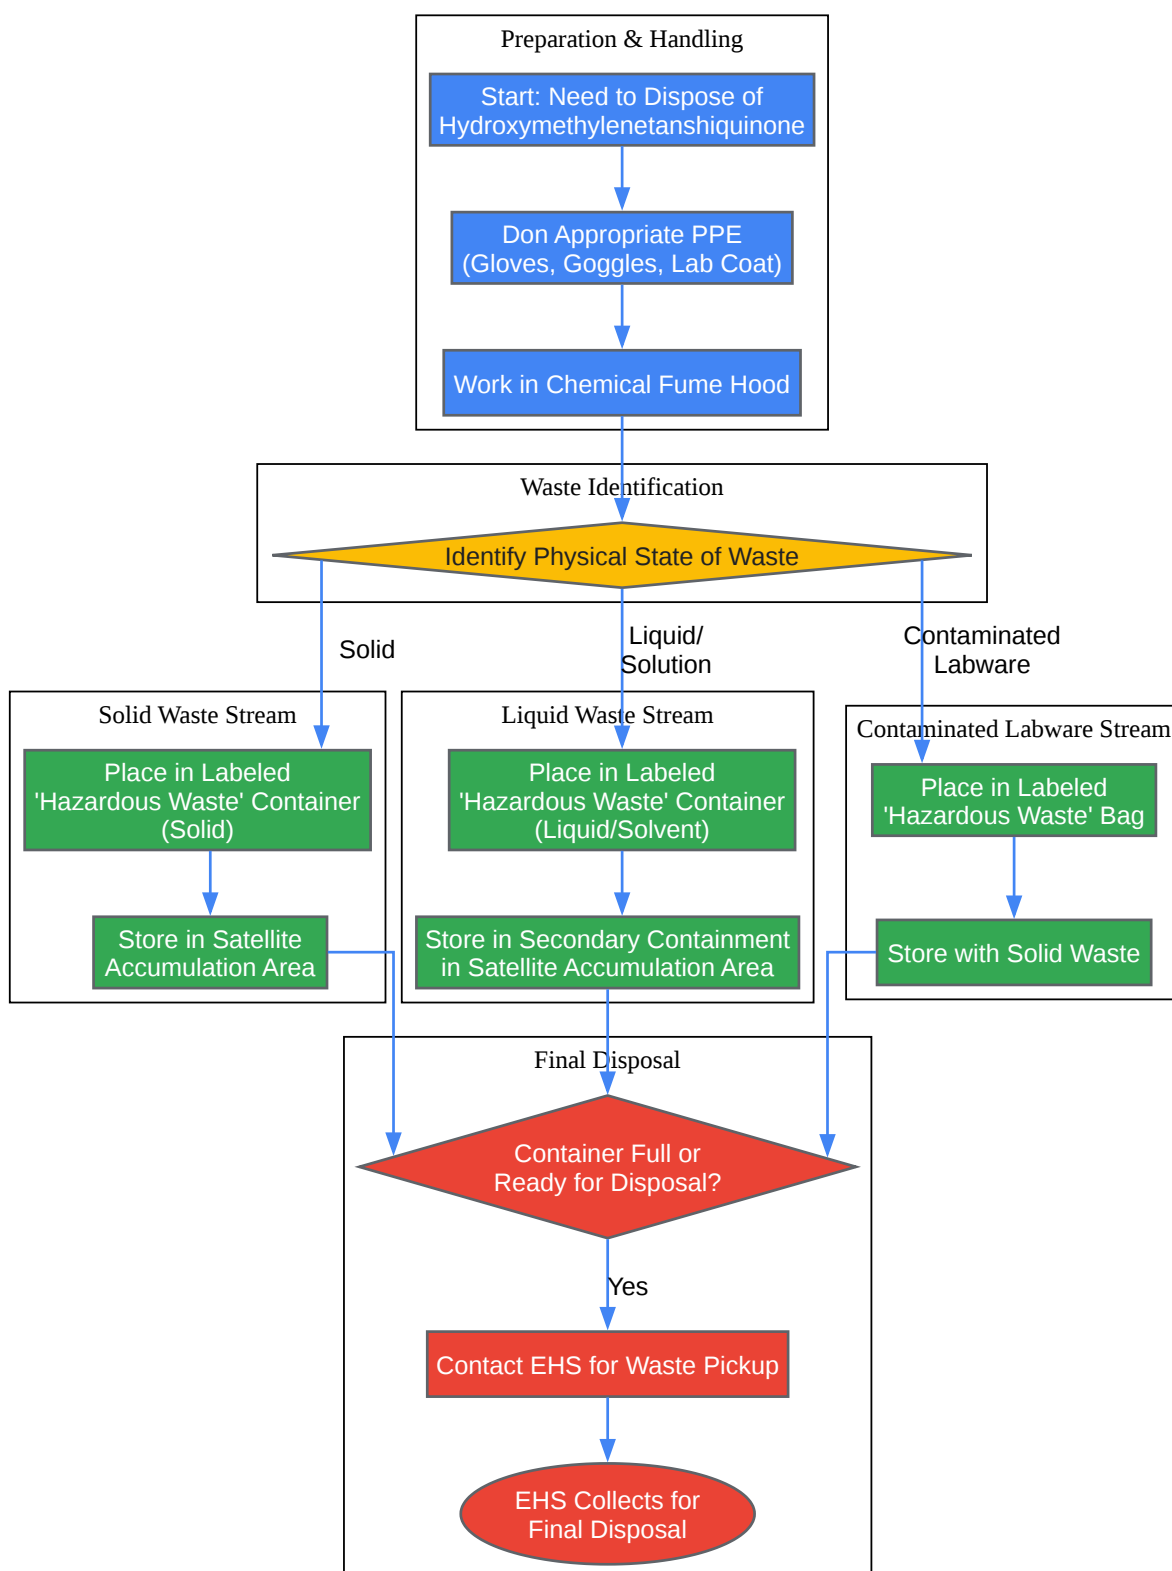 Preparation & Handling
Start: Need to Dispose of
Hydroxymethylenetanshiquinone
Don Appropriate PPE
(Gloves, Goggles, Lab Coat)
Work in Chemical Fume Hood
Waste Identification
Identify Physical State of Waste
Solid
Liquid/
Solution
Contaminated
Labware
Solid Waste Stream
Place in Labeled
'Hazardous Waste' Container
(Solid)
Store in Satellite
Accumulation Area
Liquid Waste Stream
Place in Labeled
'Hazardous Waste' Container
(Liquid/Solvent)
Store in Secondary Containment
in Satellite Accumulation Area
Contaminated Labware Stream
Place in Labeled
'Hazardous Waste' Bag
Store with Solid Waste
Final Disposal
Container Full or
Ready for Disposal?
Yes
Contact EHS for Waste Pickup
EHS Collects for
Final Disposal